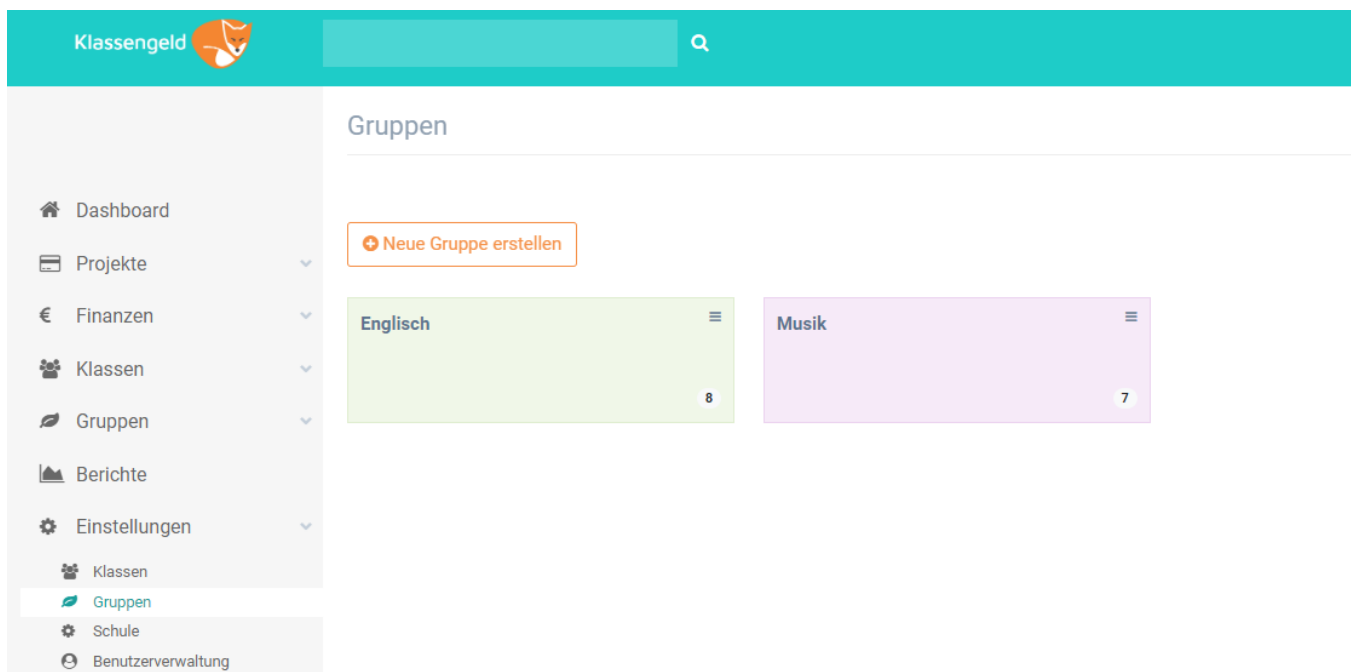 Klassengeld
Gruppen
Dashboard
Projekte
Finanzen
Klassen
Gruppen
Berichte
Einstellungen
Klassen
Gruppen
Schule
Benutzerverwaltung
Neue Gruppe erstellen
Englisch
8
Musik
7